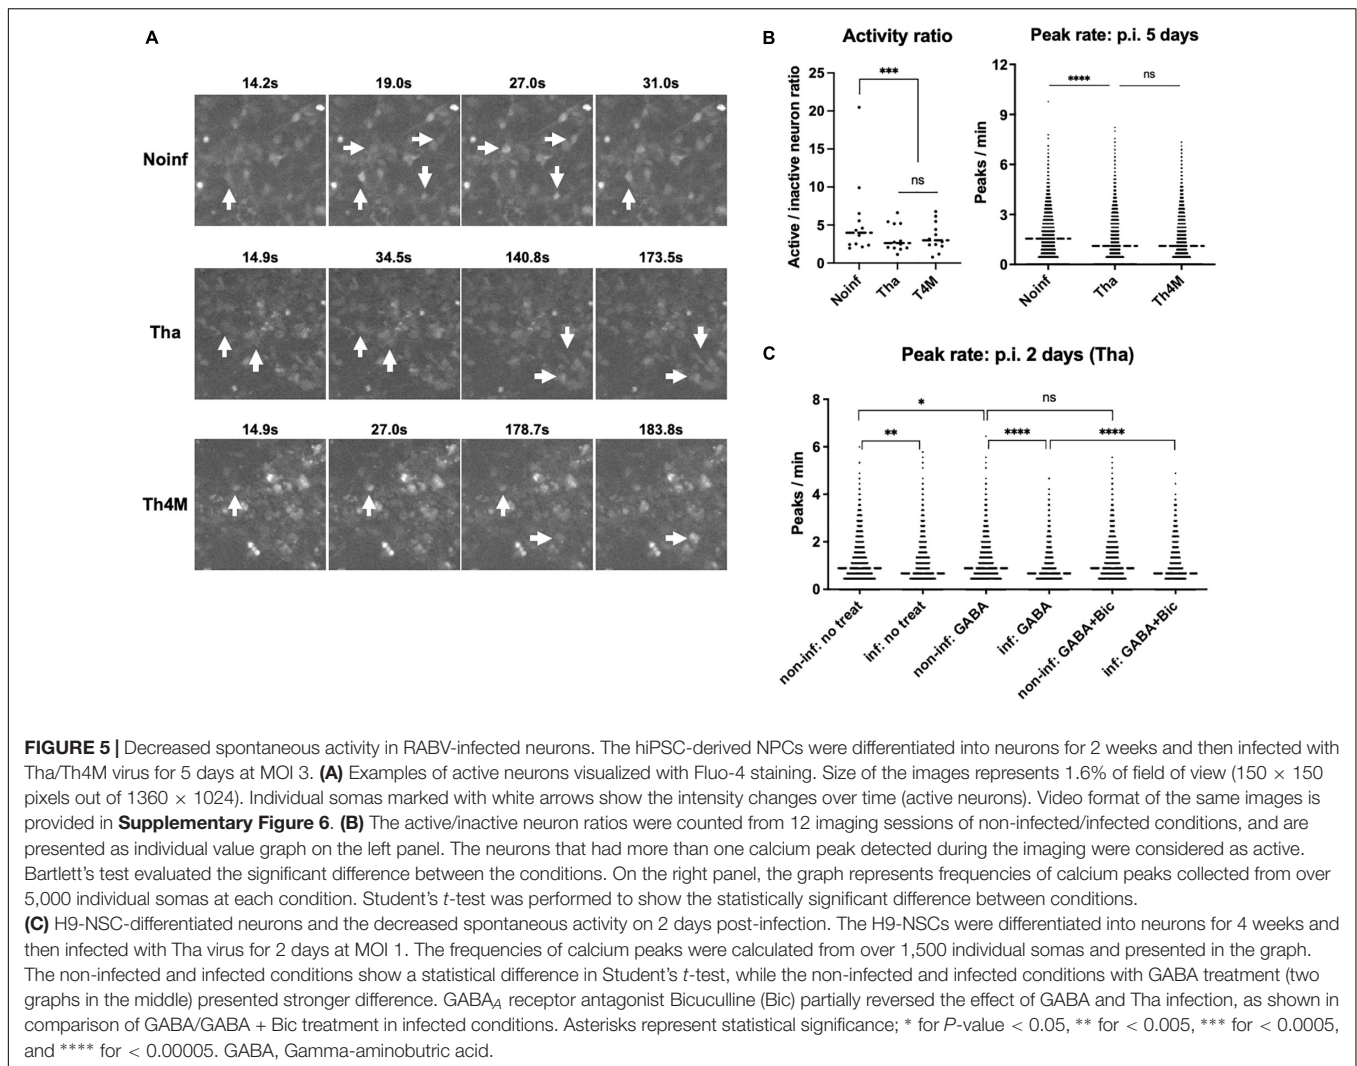 A
14.2s 19.0s 27.0s 31.0s
Noinf
14.9s 34.5s 140.8s 173.5s
Tha
14.9s 27.0s 178.7s 183.8s
Th4M
B
Activity ratio
Active / inactive neuron ratio
25
20
15
10
5
0
***
ns
Noinf Tha T4M
Peak rate: p.i. 5 days
Peaks / min
12
9
6
3
0
**** ns
Noinf Tha Th4M
C
Peak rate: p.i. 2 days (Tha)
Peaks / min
8
6
4
2
0
* ns
** **** ****
non-inf: no treat inf: no treat non-inf: GABA inf: GABA non-inf: GABA+Bic inf: GABA+Bic
FIGURE 5 | Decreased spontaneous activity in RABV-infected neurons. The hiPSC-derived NPCs were differentiated into neurons for 2 weeks and then infected with
Tha/Th4M virus for 5 days at MOI 3. (A) Examples of active neurons visualized with Fluo-4 staining. Size of the images represents 1.6% of field of view (150 × 150
pixels out of 1360 × 1024). Individual somas marked with white arrows show the intensity changes over time (active neurons). Video format of the same images is
provided in Supplementary Figure 6. (B) The active/inactive neuron ratios were counted from 12 imaging sessions of non-infected/infected conditions, and are
presented as individual value graph on the left panel. The neurons that had more than one calcium peak detected during the imaging were considered as active.
Bartlett's test evaluated the significant difference between the conditions. On the right panel, the graph represents frequencies of calcium peaks collected from over
5,000 individual somas at each condition. Student's t-test was performed to show the statistically significant difference between conditions.
(C) H9-NSC-differentiated neurons and the decreased spontaneous activity on 2 days post-infection. The H9-NSCs were differentiated into neurons for 4 weeks and
then infected with Tha virus for 2 days at MOI 1. The frequencies of calcium peaks were calculated from over 1,500 individual somas and presented in the graph.
The non-infected and infected conditions show a statistical difference in Student's t-test, while the non-infected and infected conditions with GABA treatment (two
graphs in the middle) presented stronger difference. GABAA receptor antagonist Bicuculline (Bic) partially reversed the effect of GABA and Tha infection, as shown in
comparison of GABA/GABA + Bic treatment in infected conditions. Asterisks represent statistical significance; * for P-value < 0.05, ** for < 0.005, *** for < 0.0005,
and **** for < 0.00005. GABA, Gamma-aminobutric acid.